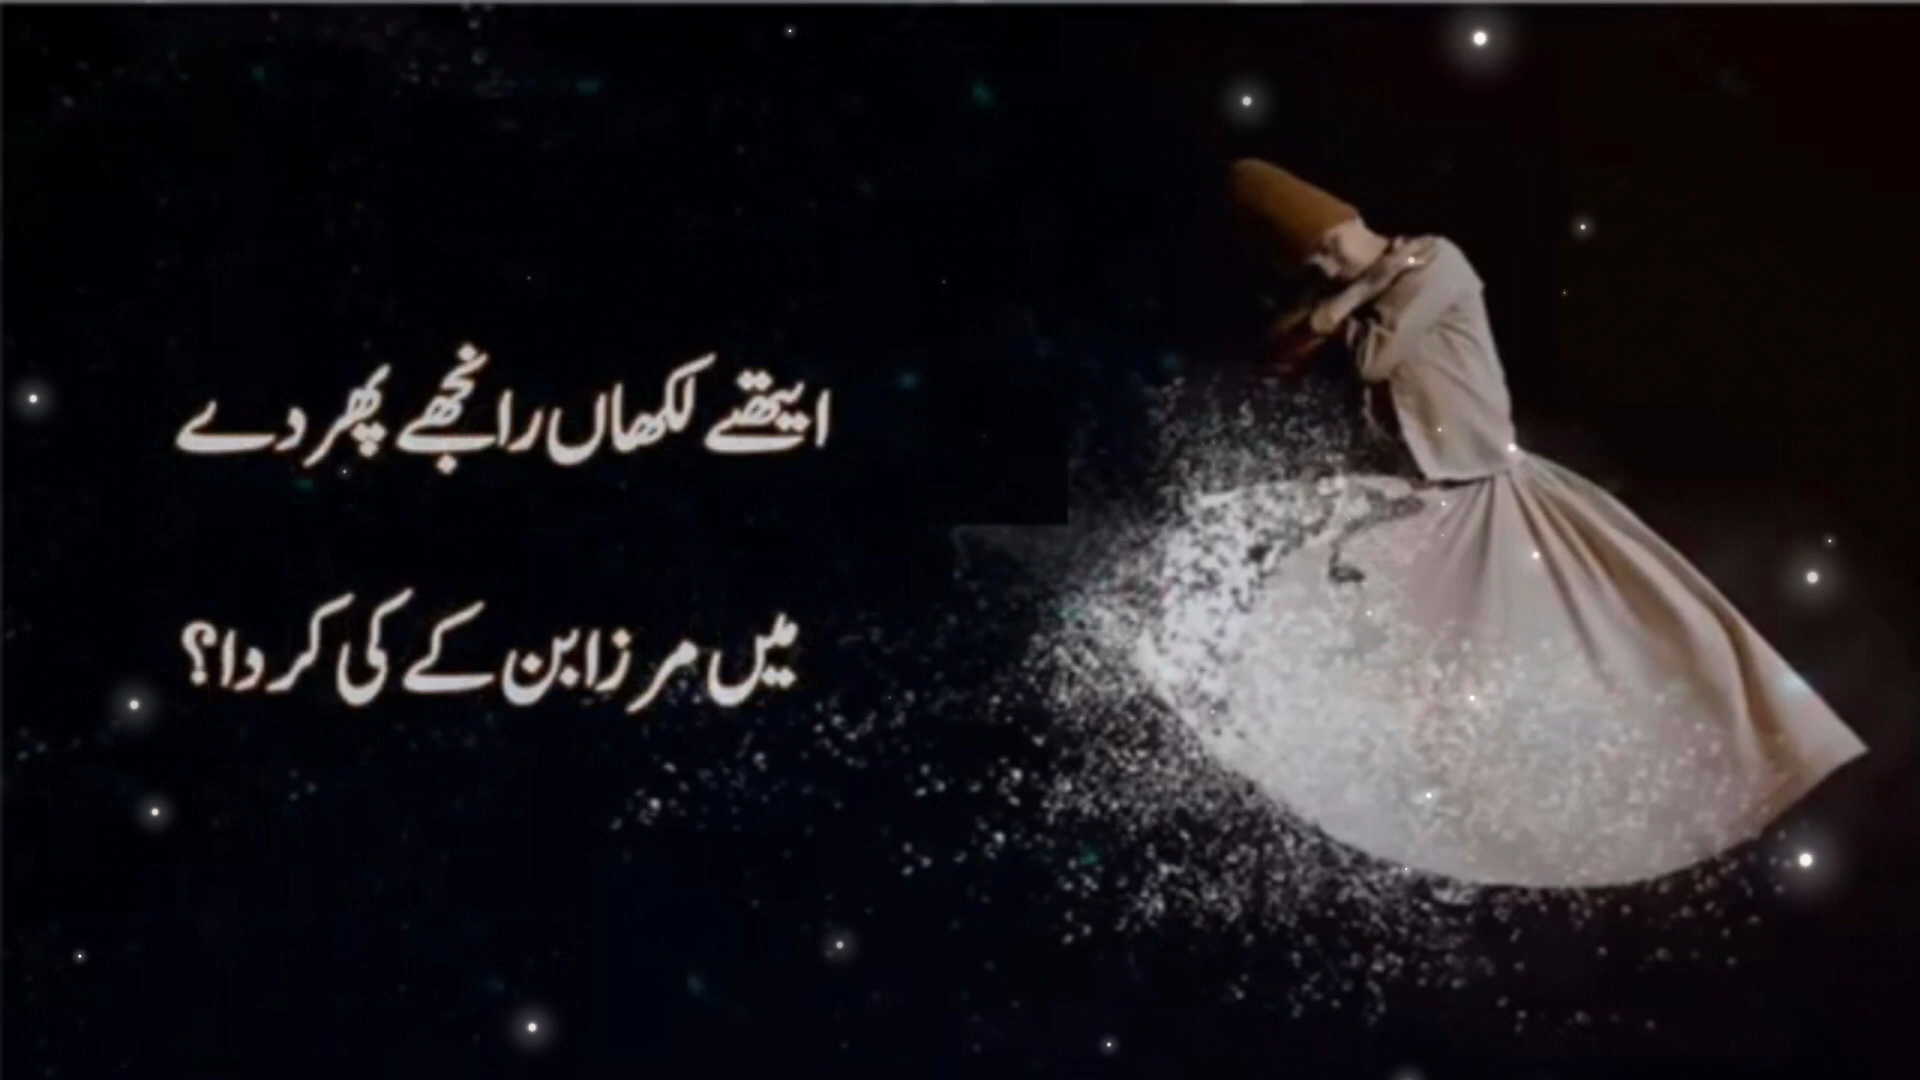 ایتھے لکھاں رانجھے پھر دے
میں مرزا بن کے کی کردا؟